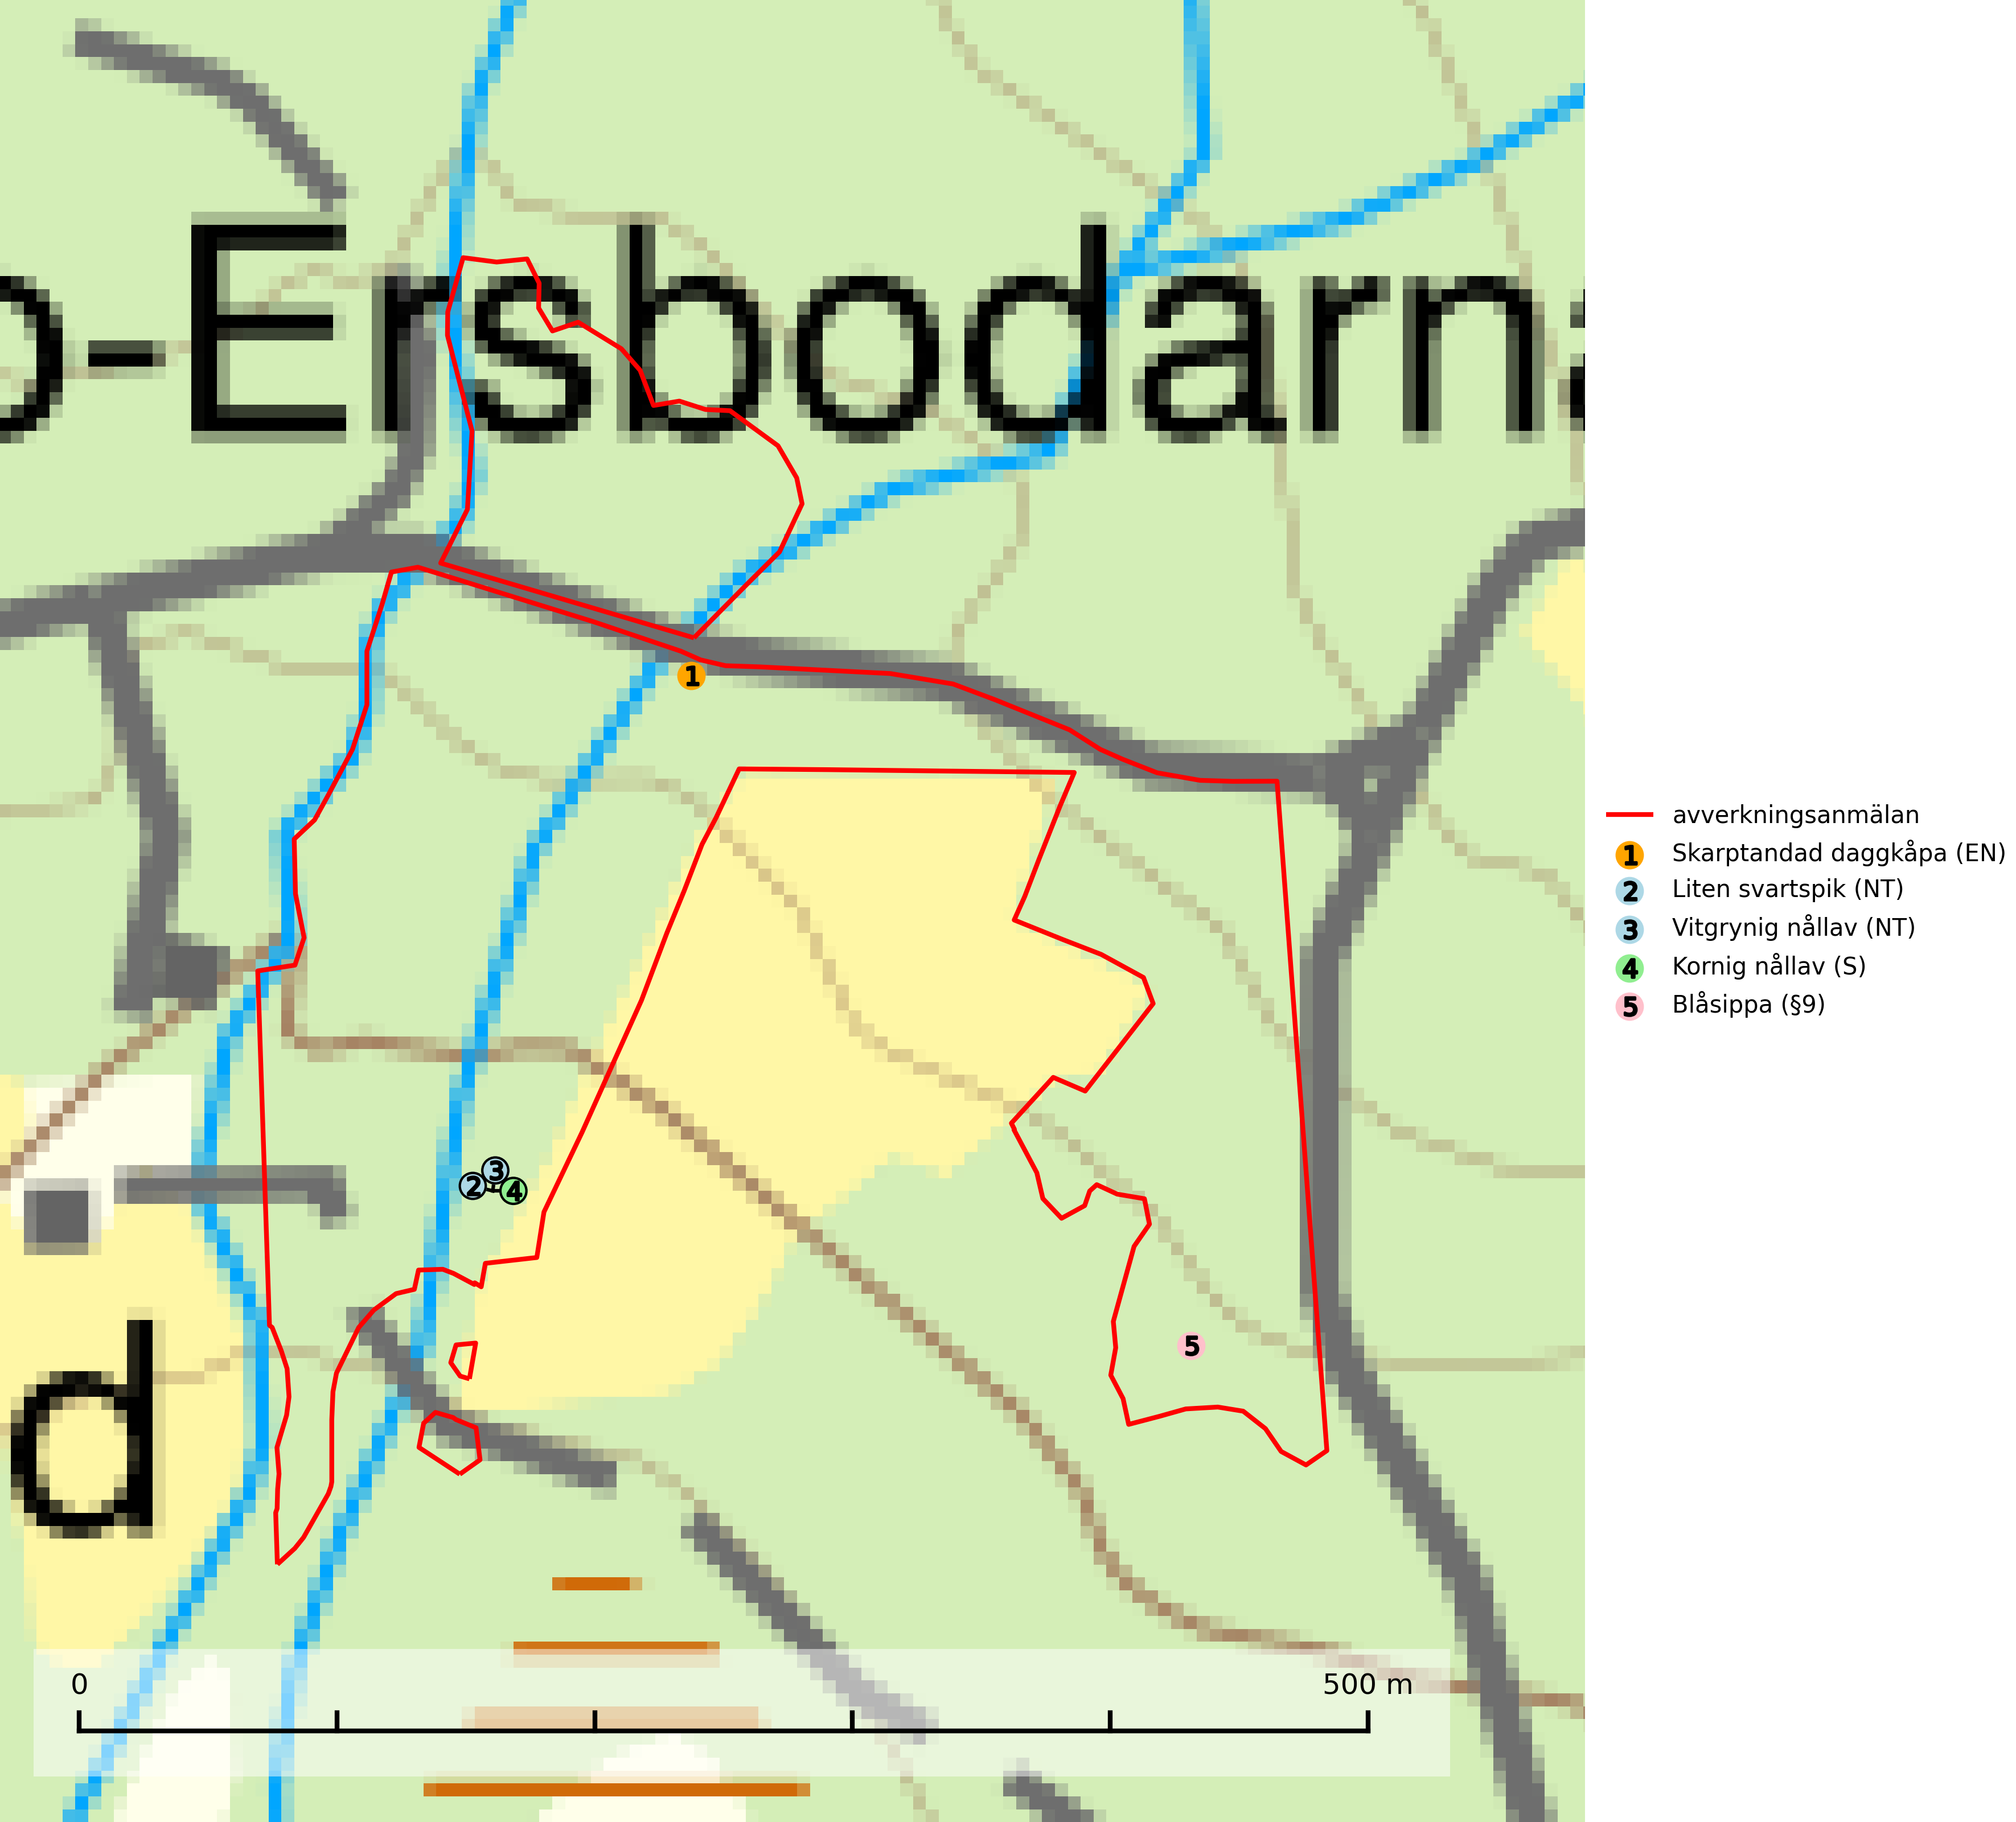 o-Ersbodarna
1
2
3
4
5
d
0 500 m
avverkningsanmälan
1 Skarptandad daggkåpa (EN)
2 Liten svartspik (NT)
3 Vitgrynig nållav (NT)
4 Kornig nållav (S)
5 Blåsippa (§9)